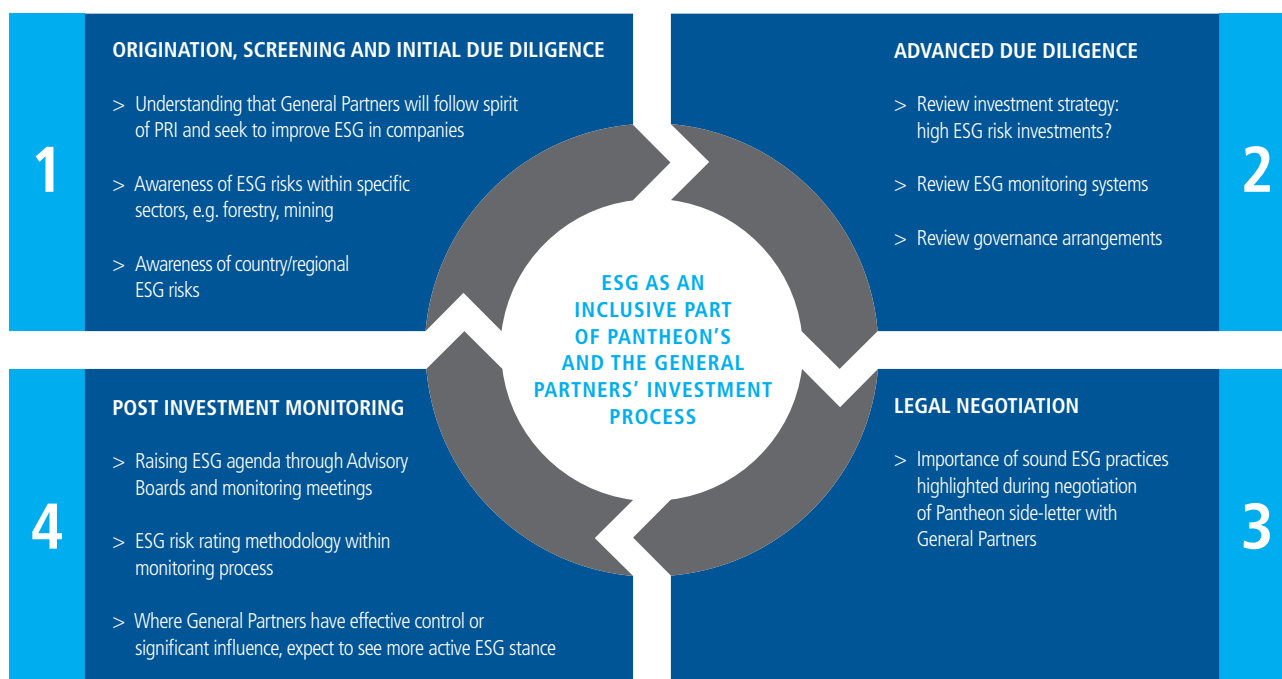 1
ORIGINATION, SCREENING AND INITIAL DUE DILIGENCE
> Understanding that General Partners will follow spirit
of PRI and seek to improve ESG in companies
> Awareness of ESG risks within specific
sectors, e.g. forestry, mining
> Awareness of country/regional
ESG risks
2
ADVANCED DUE DILIGENCE
> Review investment strategy:
high ESG risk investments?
> Review ESG monitoring systems
> Review governance arrangements
ESG AS AN
INCLUSIVE PART
OF PANTHEON'S
AND THE GENERAL
PARTNERS' INVESTMENT
PROCESS
3
LEGAL NEGOTIATION
> Importance of sound ESG practices
highlighted during negotiation
of Pantheon side-letter with
General Partners
4
POST INVESTMENT MONITORING
> Raising ESG agenda through Advisory
Boards and monitoring meetings
> ESG risk rating methodology within
monitoring process
> Where General Partners have effective control or
significant influence, expect to see more active ESG stance